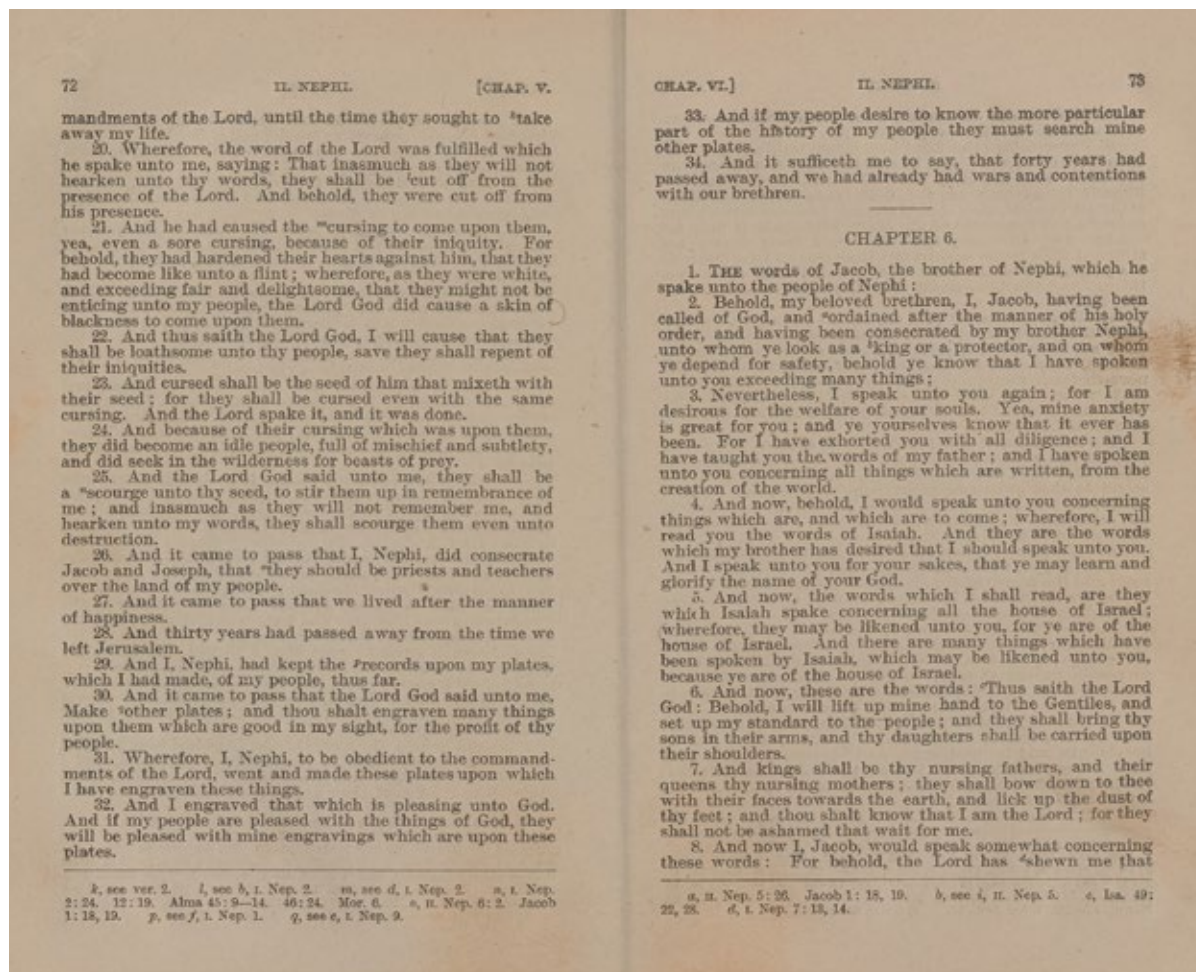 72 II. NEPHI. [CHAP. V.
mandments of the Lord, until the time they sought to ᵏtake
away my life.
20. Wherefore, the word of the Lord was fulfilled which
he spake unto me, saying: That inasmuch as they will not
hearken unto thy words, they shall be ˡcut off from the
presence of the Lord. And behold, they were cut off from
his presence.
21. And he had caused the ᵐcursing to come upon them,
yea, even a sore cursing, because of their iniquity. For
behold, they had hardened their hearts against him, that they
had become like unto a flint; wherefore, as they were white,
and exceeding fair and delightsome, that they might not be
enticing unto my people, the Lord God did cause a skin of
blackness to come upon them.
22. And thus saith the Lord God, I will cause that they
shall be loathsome unto thy people, save they shall repent of
their iniquities.
23. And cursed shall be the seed of him that mixeth with
their seed; for they shall be cursed even with the same
cursing. And the Lord spake it, and it was done.
24. And because of their cursing which was upon them,
they did become an idle people, full of mischief and subtlety,
and did seek in the wilderness for beasts of prey.
25. And the Lord God said unto me, they shall be
a ⁿscourge unto thy seed, to stir them up in remembrance of
me; and inasmuch as they will not remember me, and
hearken unto my words, they shall scourge them even unto
destruction.
26. And it came to pass that I, Nephi, did consecrate
Jacob and Joseph, that ᵒthey should be priests and teachers
over the land of my people.
27. And it came to pass that we lived after the manner
of happiness.
28. And thirty years had passed away from the time we
left Jerusalem.
29. And I, Nephi, had kept the ᵖrecords upon my plates,
which I had made, of my people, thus far.
30. And it came to pass that the Lord God said unto me,
Make qother plates; and thou shalt engraven many things
upon them which are good in my sight, for the profit of thy
people.
31. Wherefore, I, Nephi, to be obedient to the command-
ments of the Lord, went and made these plates upon which
I have engraven these things.
32. And I engraved that which is pleasing unto God.
And if my people are pleased with the things of God, they
will be pleased with mine engravings which are upon these
plates.
k, see ver. 2. l, see b, I. Nep. 2. m, see d, I. Nep. 2. n, I. Nep.
2:24. 12:19. Alma 45:9—14. 46:24. Mor. 6. o, II. Nep. 6:2. Jacob
1:18, 19. p, see f, I. Nep. 1. q, see e, I. Nep. 9.
CHAP. VI.] II. NEPHI. 73
33. And if my people desire to know the more particular
part of the history of my people they must search mine
other plates.
34. And it sufficeth me to say, that forty years had
passed away, and we had already had wars and contentions
with our brethren.
CHAPTER 6.
1. THE words of Jacob, the brother of Nephi, which he
spake unto the people of Nephi:
2. Behold, my beloved brethren, I, Jacob, having been
called of God, and ᵃordained after the manner of his holy
order, and having been consecrated by my brother Nephi,
unto whom ye look as a ᵇking or a protector, and on whom
ye depend for safety, behold ye know that I have spoken
unto you exceeding many things;
3. Nevertheless, I speak unto you again; for I am
desirous for the welfare of your souls. Yea, mine anxiety
is great for you; and ye yourselves know that it ever has
been. For I have exhorted you with all diligence; and I
have taught you the words of my father; and I have spoken
unto you concerning all things which are written, from the
creation of the world.
4. And now, behold, I would speak unto you concerning
things which are, and which are to come; wherefore, I will
read you the words of Isaiah. And they are the words
which my brother has desired that I should speak unto you.
And I speak unto you for your sakes, that ye may learn and
glorify the name of your God.
5. And now, the words which I shall read, are they
which Isaiah spake concerning all the house of Israel;
wherefore, they may be likened unto you, for ye are of the
house of Israel. And there are many things which have
been spoken by Isaiah, which may be likened unto you,
because ye are of the house of Israel.
6. And now, these are the words: ᶜThus saith the Lord
God: Behold, I will lift up mine hand to the Gentiles, and
set up my standard to the people; and they shall bring thy
sons in their arms, and thy daughters shall be carried upon
their shoulders.
7. And kings shall be thy nursing fathers, and their
queens thy nursing mothers; they shall bow down to thee
with their faces towards the earth, and lick up the dust of
thy feet; and thou shalt know that I am the Lord; for they
shall not be ashamed that wait for me.
8. And now I, Jacob, would speak somewhat concerning
these words: For behold, the Lord has ᵈshewn me that
a, II. Nep. 5:26. Jacob 1:18, 19. b, see i, II. Nep. 5. c, Isa. 49:
22, 23. d, I. Nep. 7:13, 14.